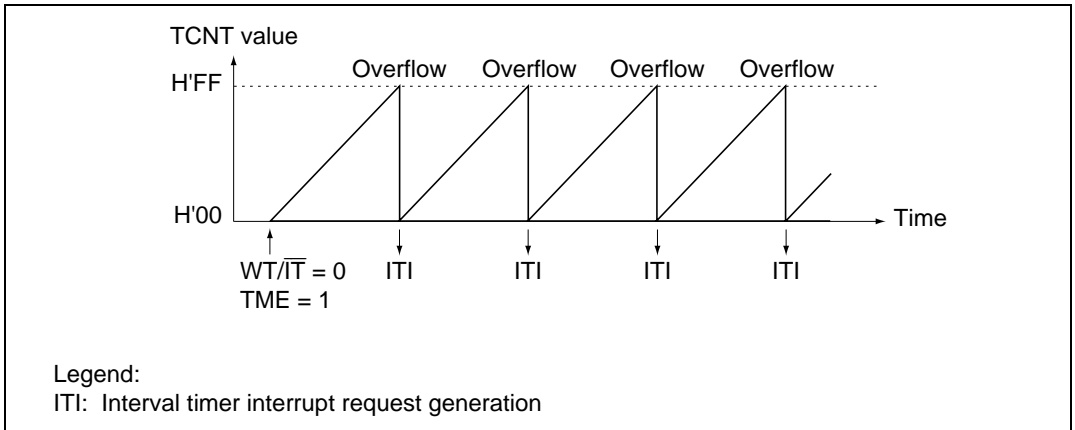 TCNT value
Overflow Overflow Overflow Overflow
H'FF
H'00
Time
WT/I̅T̅ = 0 ITI ITI ITI ITI
TME = 1
Legend:
ITI: Interval timer interrupt request generation